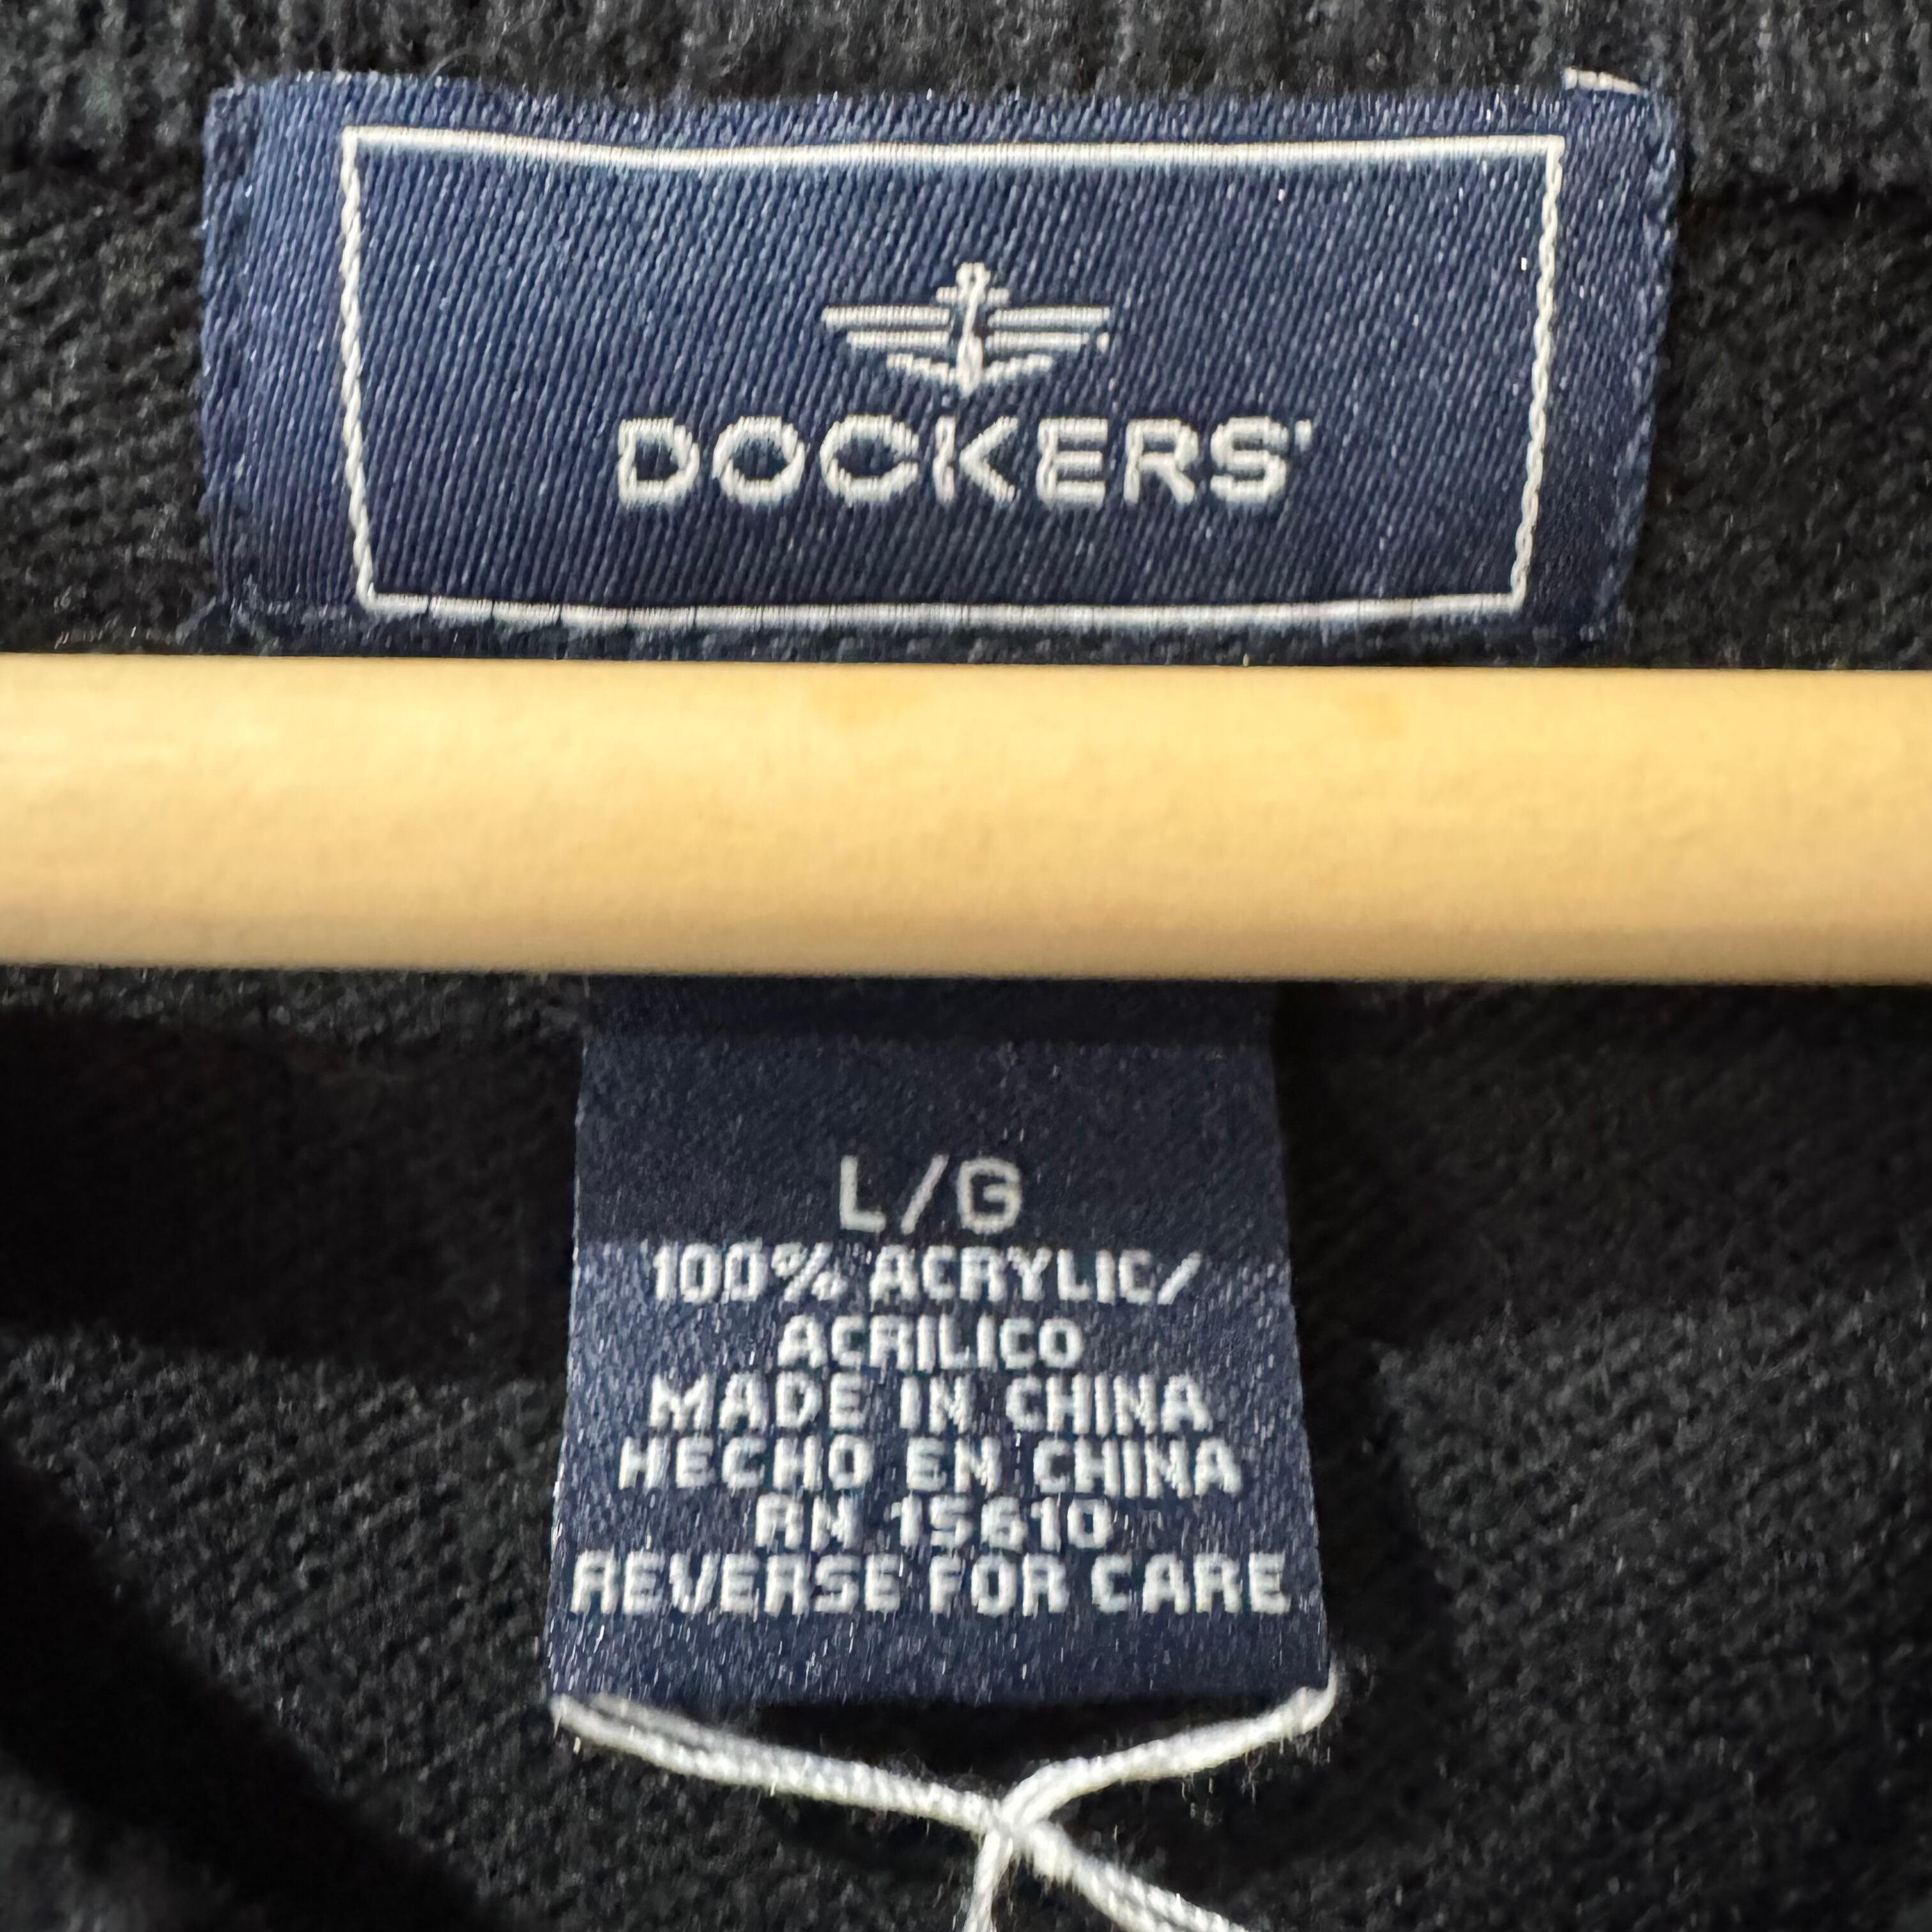 DOCKERS
L/G
100% ACRYLIC/
ACRILICO
MADE IN CHINA
HECHO EN CHINA
RN 15610
REVERSE FOR CARE